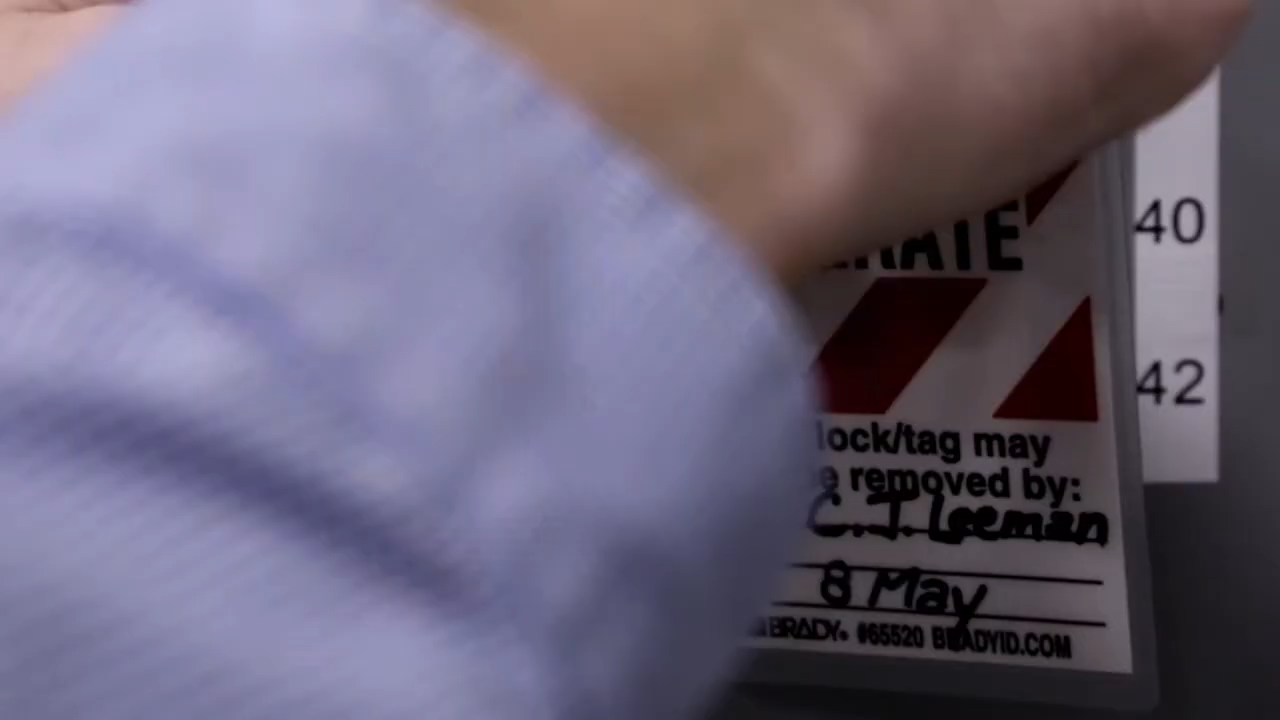 40
42
lock/tag may
removed by:
C. J. Leeman
8 May
BRADY. #65520 BRADYID.COM